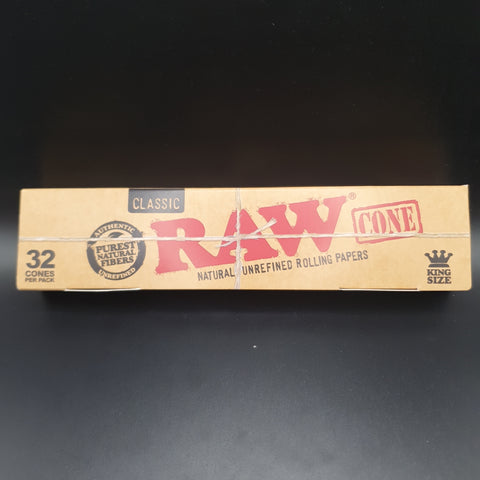 CLASSIC
AUTHENTIC
PUREST
NATURAL
FIBERS
UNREFINED
32
CONES
PER PACK
RAW®
CONE
NATURAL UNREFINED ROLLING PAPERS
KING
SIZE